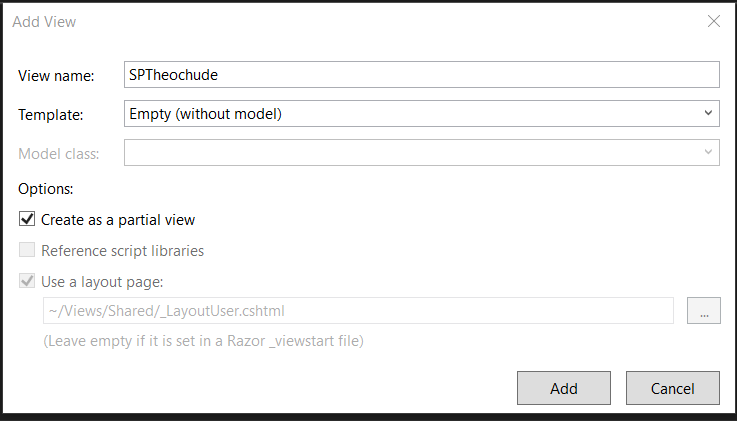 Add View
View name: SPTheochude
Template: Empty (without model)
Model class:
Options:
Create as a partial view
Reference script libraries
Use a layout page:
~/Views/Shared/_LayoutUser.cshtml ...
(Leave empty if it is set in a Razor _viewstart file)
Add Cancel